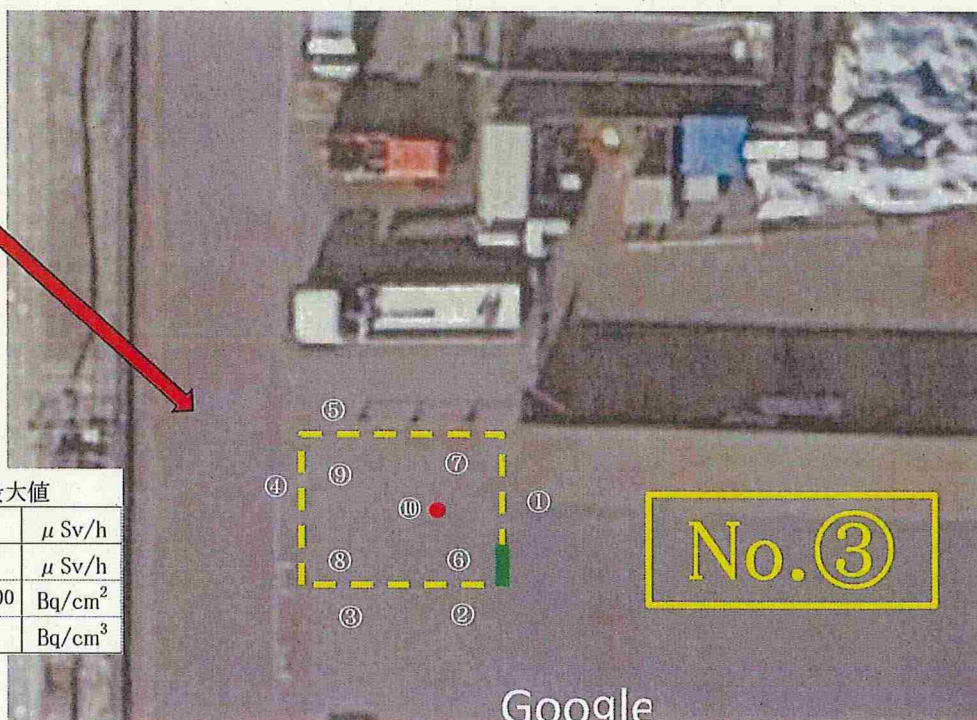 ⑤
⑦
④
⑨
①
⑩
大値
μ Sv/h
μ Sv/h
00 Bq/cm²
Bq/cm³
⑧
⑥
③
②
No.③
Google